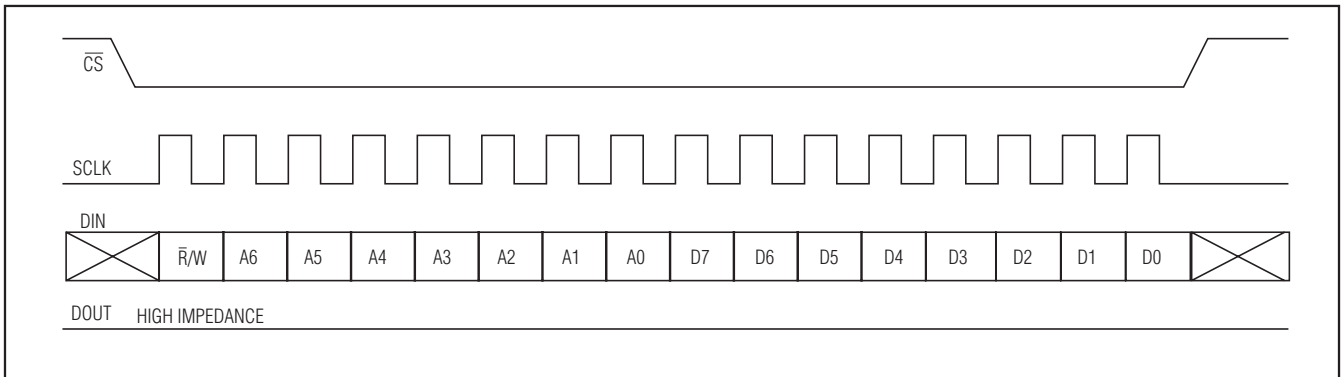 C̅S̅
SCLK
DIN
R̅/W A6 A5 A4 A3 A2 A1 A0 D7 D6 D5 D4 D3 D2 D1 D0
DOUT HIGH IMPEDANCE